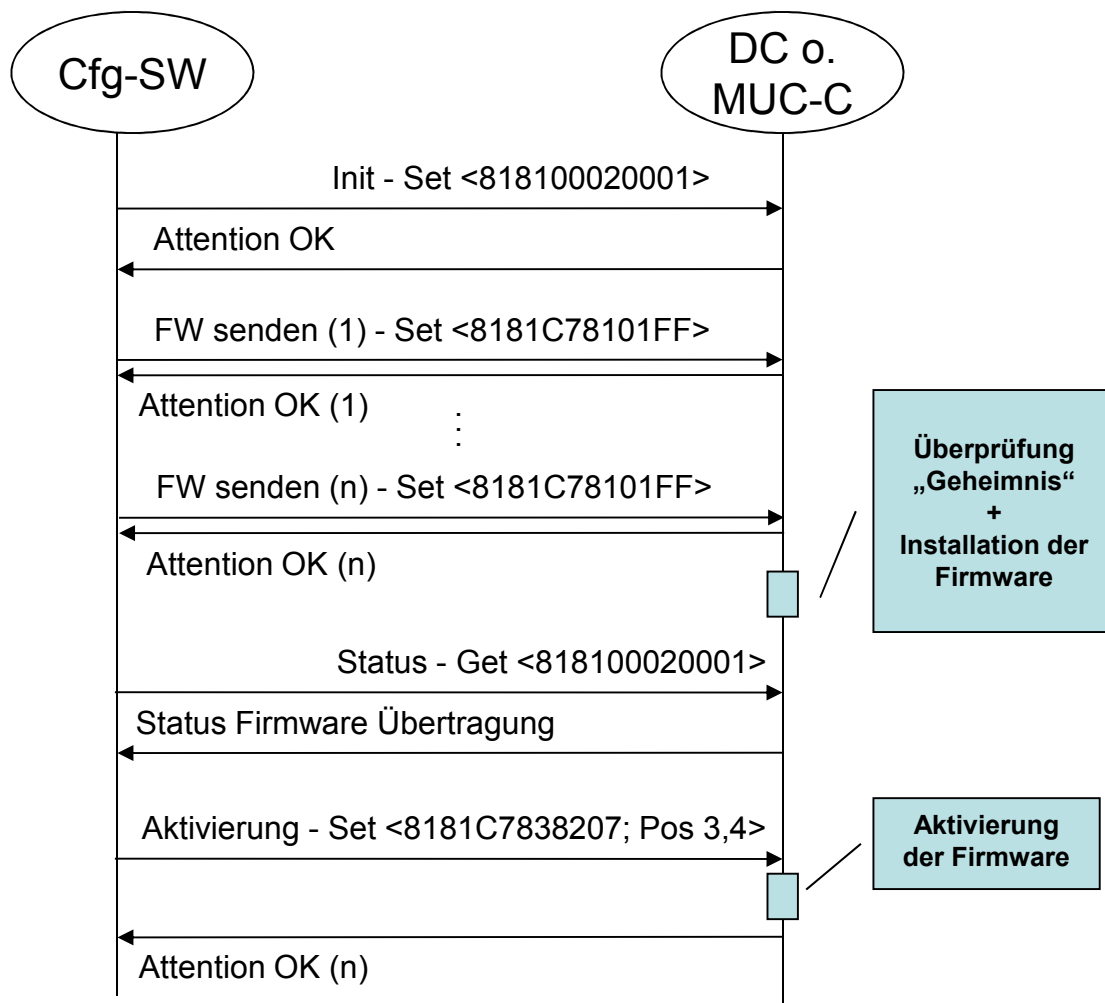 Cfg-SW
DC o.
MUC-C
Init - Set <818100020001>
Attention OK
FW senden (1) - Set <8181C78101FF>
Attention OK (1)
...
FW senden (n) - Set <8181C78101FF>
Attention OK (n)
Überprüfung
„Geheimnis“
+
Installation der
Firmware
Status - Get <818100020001>
Status Firmware Übertragung
Aktivierung - Set <8181C7838207; Pos 3,4>
Aktivierung
der Firmware
Attention OK (n)